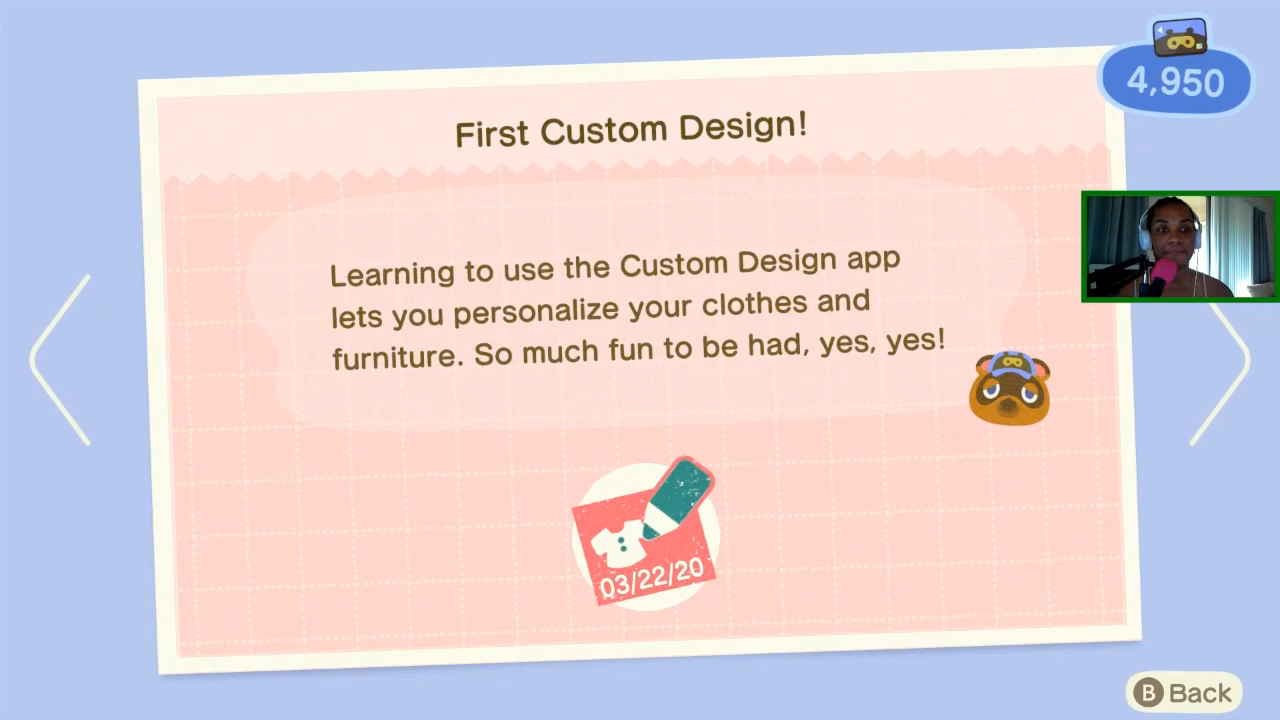 4,950
First Custom Design!
Learning to use the Custom Design app
lets you personalize your clothes and
furniture. So much fun to be had, yes, yes!
03/22/20
B Back